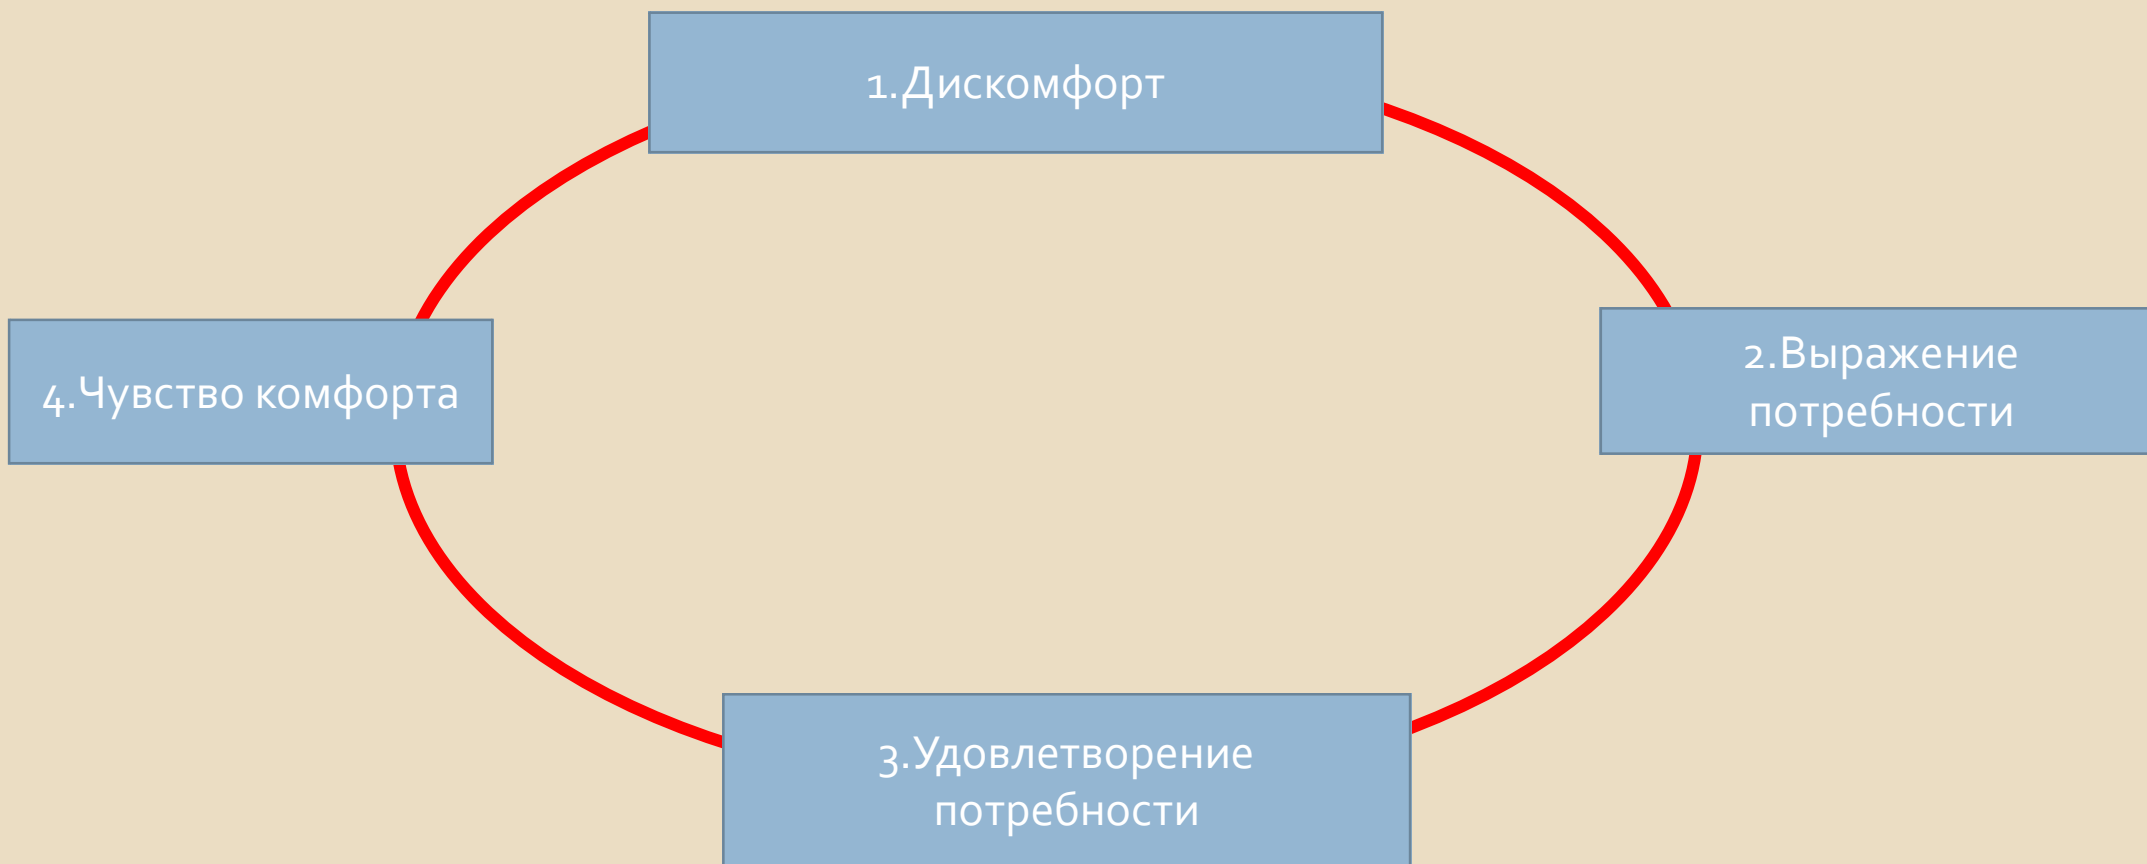 1.Дискомфорт
2.Выражение
потребности
4.Чувство комфорта
3.Удовлетворение
потребности